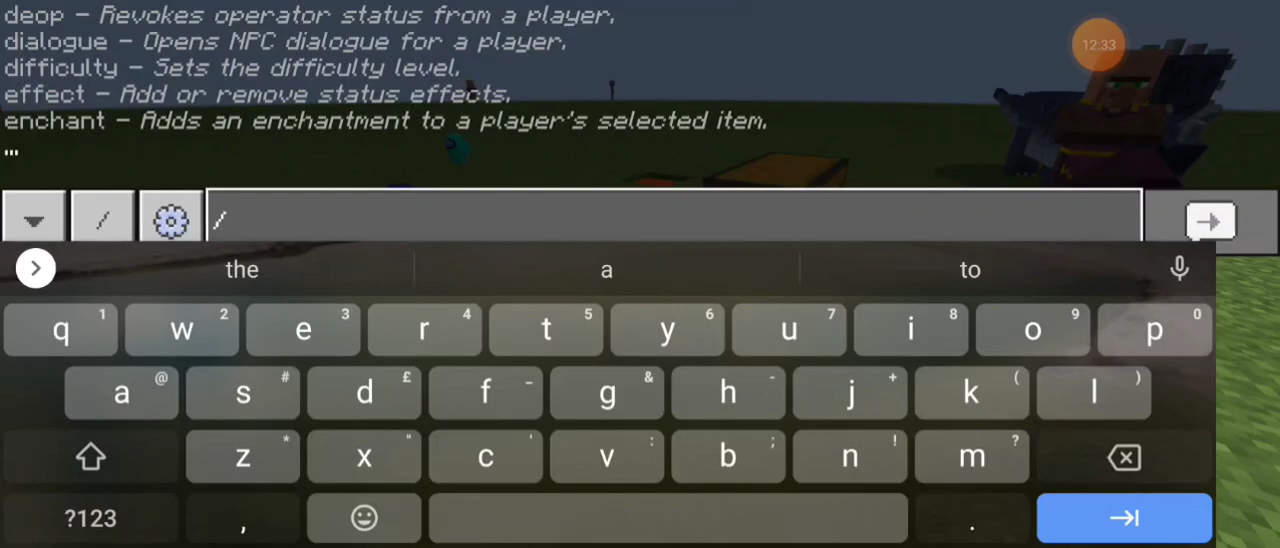 deop – Revokes operator status from a player.
dialogue – Opens NPC dialogue for a player.
difficulty – Sets the difficulty level.
effect – Add or remove status effects.
enchant – Adds an enchantment to a player's selected item.
...
12:33
/ /
the a to
q 1 w 2 e 3 r 4 t 5 y 6 u 7 i 8 o 9 p 0
a @ s # d £ f _ g & h - j + k ( l )
z * x " c ' v : b ; n ! m ?
?123 , .